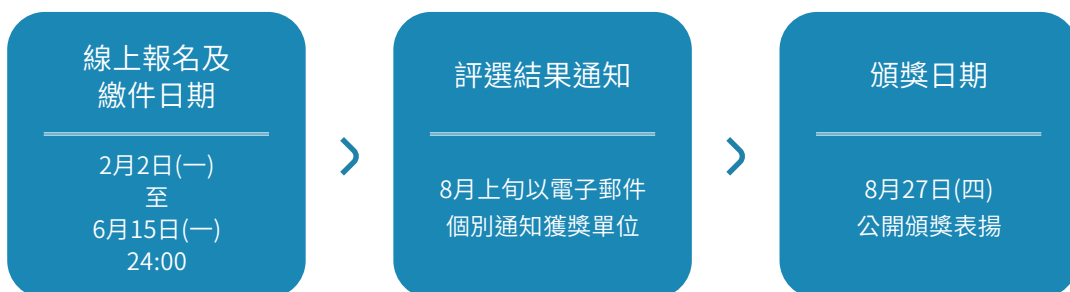 線上報名及
繳件日期
2月2日(一)
至
6月15日(一)
24:00
評選結果通知
8月上旬以電子郵件
個別通知獲獎單位
頒獎日期
8月27日(四)
公開頒獎表揚